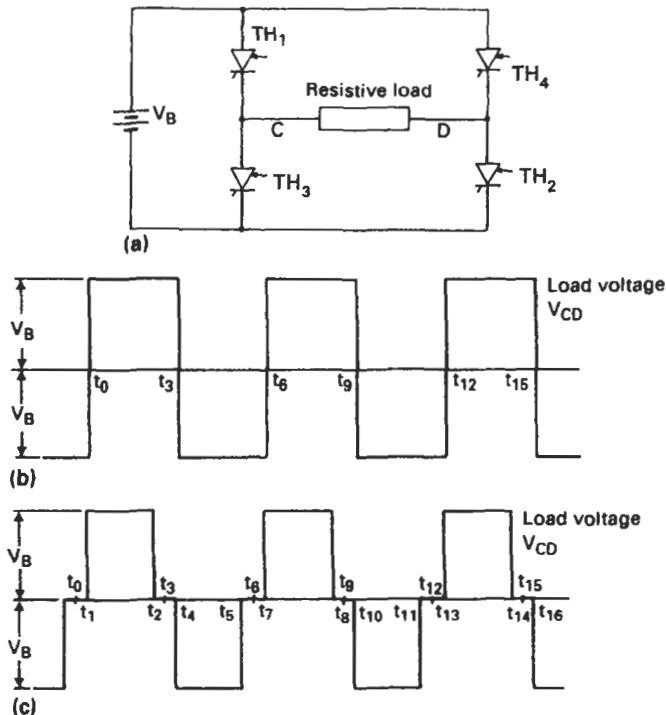 TH1
TH4
Resistive load
VB
C
D
TH3
TH2
(a)
Load voltage
VCD
VB
t0 t3 t6 t9 t12 t15
VB
(b)
Load voltage
VCD
VB
t0 t3 t6 t9 t12 t15
t1 t2 t4 t5 t7 t8 t10 t11 t13 t14 t16
VB
(c)